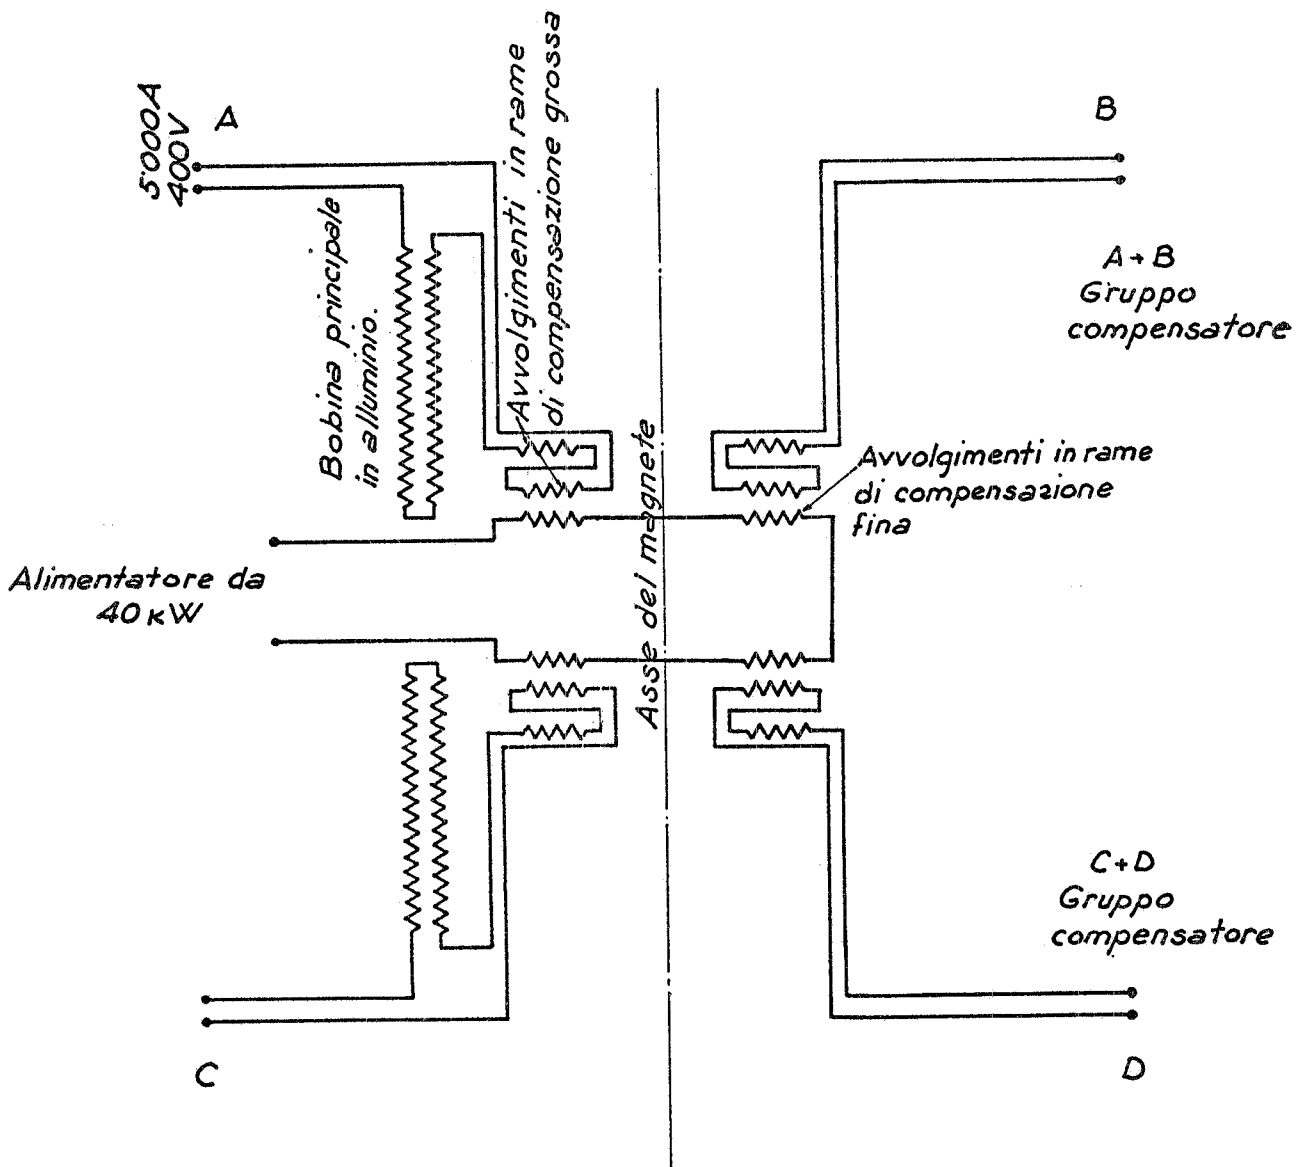 5000A
400V
A
Bobina principale
in alluminio.
Avvolgimenti in rame
di compensazione grossa
B
A+B
Gruppo
compensatore
Asse del magnete
Avvolgimenti in rame
di compensazione
fina
Alimentatore da
40 kW
C+D
Gruppo
compensatore
C
D